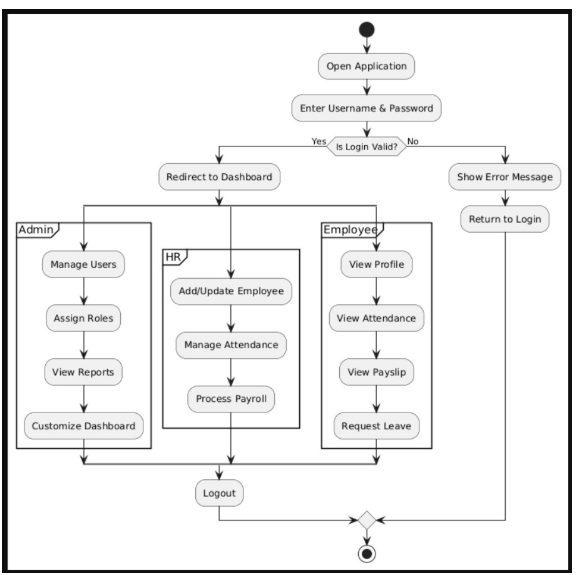 Open Application
Enter Username & Password
Yes
Is Login Valid?
No
Redirect to Dashboard
Show Error Message
Return to Login
Admin
Manage Users
Assign Roles
View Reports
Customize Dashboard
HR
Add/Update Employee
Manage Attendance
Process Payroll
Employee
View Profile
View Attendance
View Payslip
Request Leave
Logout